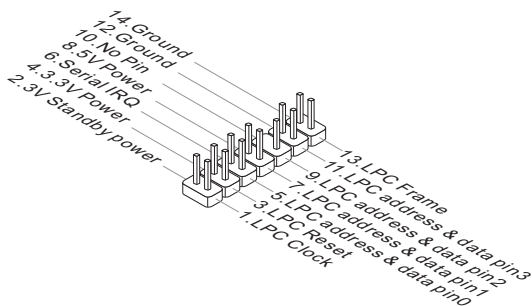 14.Ground
12.Ground
10.No Pin
8.5V Power
6.Serial IRQ
4.3.3V Power
2.3V Standby power
13.LPC Frame
11.LPC address & data pin3
9.LPC address & data pin2
7.LPC address & data pin1
5.LPC address & data pin0
3.LPC Reset
1.LPC Clock